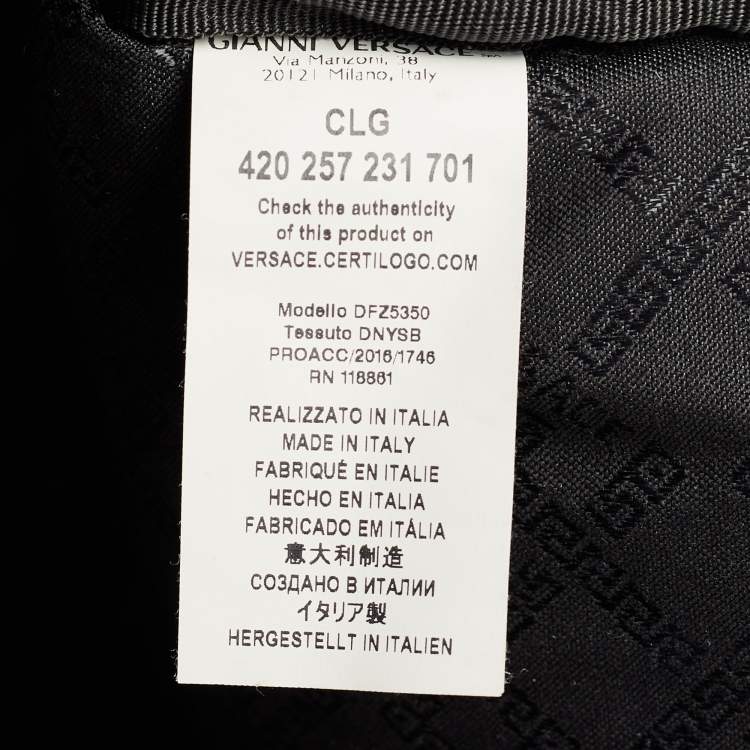 GIANNI VERSACE
Via Manzoni, 38
20121 Milano, Italy
CLG
420 257 231 701
Check the authenticity
of this product on
VERSACE.CERTILOGO.COM
Modello DFZ5350
Tessuto DNYSB
PROACC/2016/1746
RN 118861
REALIZZATO IN ITALIA
MADE IN ITALY
FABRIQUÉ EN ITALIE
HECHO EN ITALIA
FABRICADO EM ITÁLIA
意大利制造
СОЗДАНО В ИТАЛИИ
イタリア製
HERGESTELLT IN ITALIEN